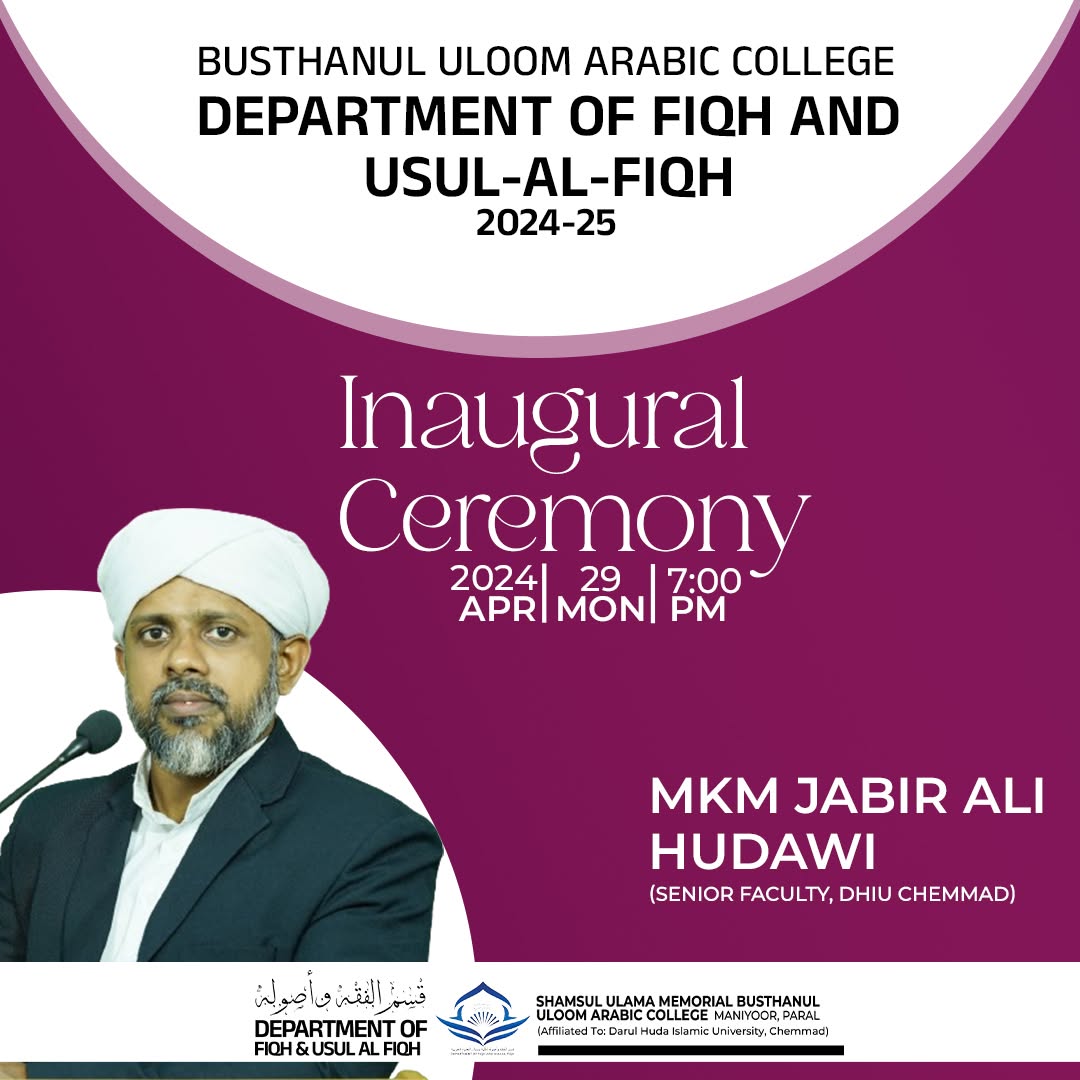 BUSTHANUL ULOOM ARABIC COLLEGE
DEPARTMENT OF FIQH AND
USUL-AL-FIQH
2024-25
Inaugural
Ceremony
2024 | 29 | 7:00
APR | MON | PM
MKM JABIR ALI
HUDAWI
(SENIOR FACULTY, DHIU CHEMMAD)
قسم الفقه وأصوله
DEPARTMENT OF
FIQH & USUL AL FIQH
SHAMSUL ULAMA MEMORIAL BUSTHANUL
ULOOM ARABIC COLLEGE MANIYOOR, PARAL
(Affiliated To: Darul Huda Islamic University, Chemmad)